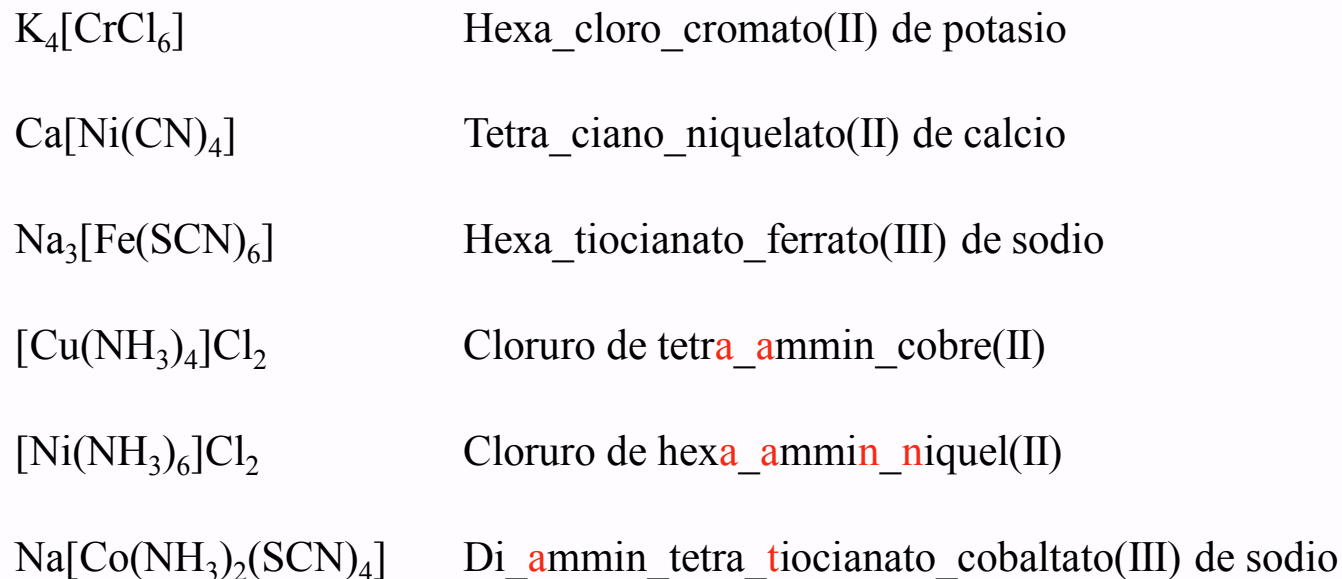 K₄[CrCl₆] Hexa_cloro_cromato(II) de potasio
Ca[Ni(CN)₄] Tetra_ciano_niquelato(II) de calcio
Na₃[Fe(SCN)₆] Hexa_tiocianato_ferrato(III) de sodio
[Cu(NH₃)₄]Cl₂ Cloruro de tetra_ammin_cobre(II)
[Ni(NH₃)₆]Cl₂ Cloruro de hexa_ammin_niquel(II)
Na[Co(NH₃)₂(SCN)₄] Di_ammin_tetra_tiocianato_cobaltato(III) de sodio